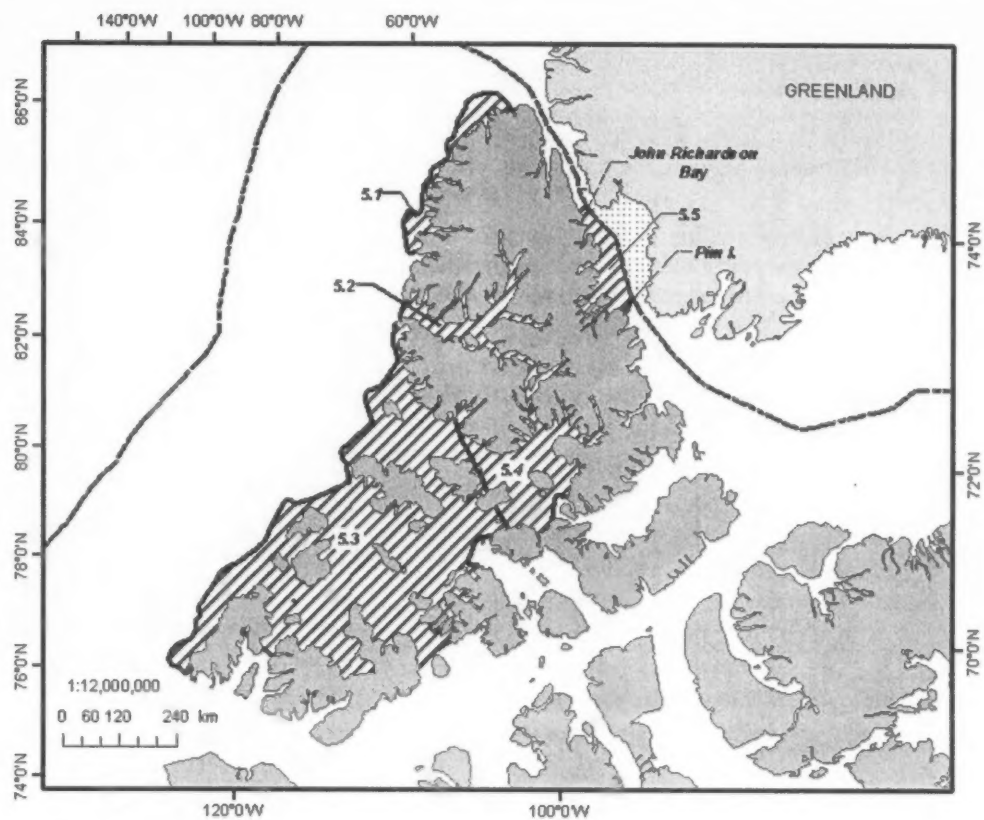 140°0'W 100°0'W 80°0'W 60°0'W
86°0'N
84°0'N
82°0'N
80°0'N
78°0'N
76°0'N
74°0'N
GREENLAND
John Richardson
Bay
5.1
5.5
Pim I.
5.2
5.4
5.3
74°0'N
72°0'N
70°0'N
1:12,000,000
0 60 120 240 km
120°0'W 100°0'W